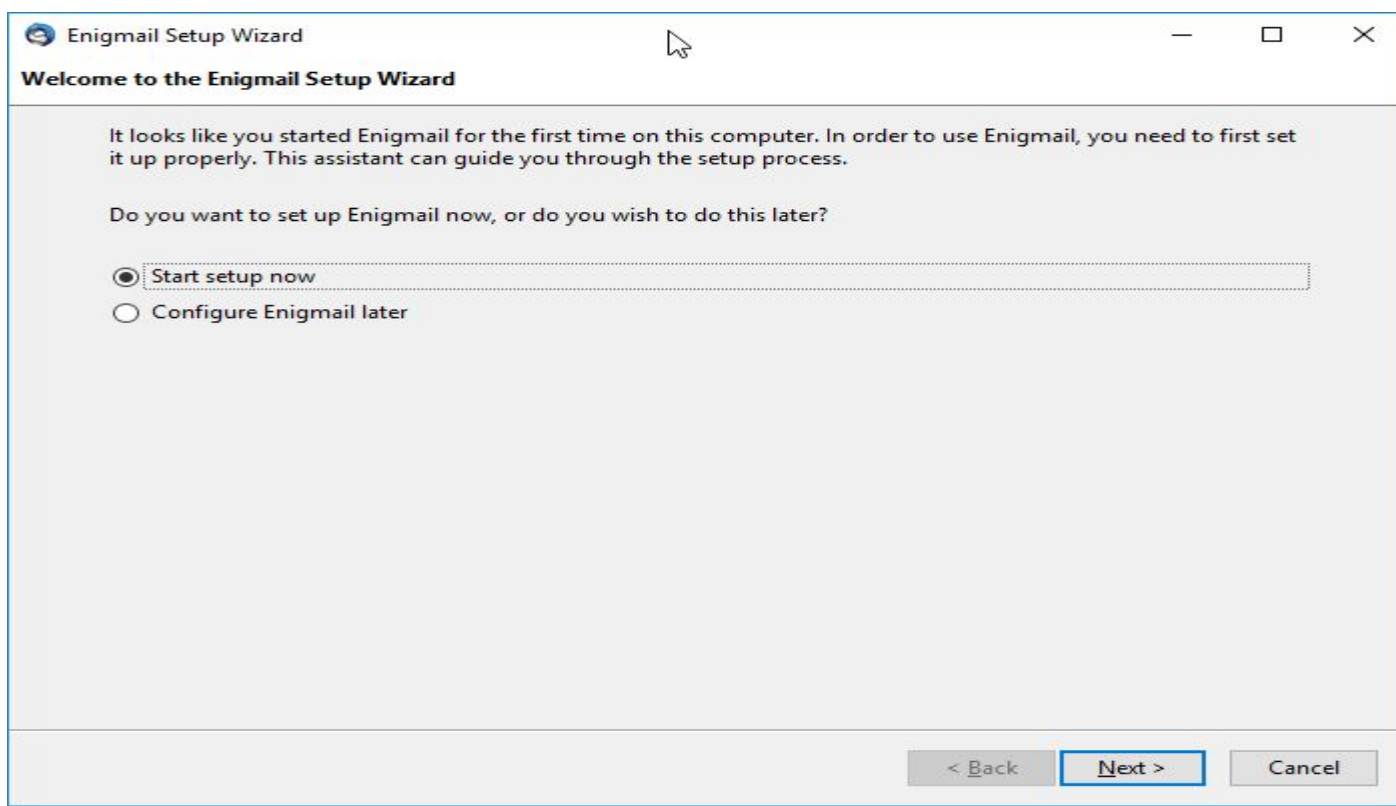 Enigmail Setup Wizard
Welcome to the Enigmail Setup Wizard
It looks like you started Enigmail for the first time on this computer. In order to use Enigmail, you need to first set
it up properly. This assistant can guide you through the setup process.
Do you want to set up Enigmail now, or do you wish to do this later?
Start setup now
Configure Enigmail later
< Back Next > Cancel